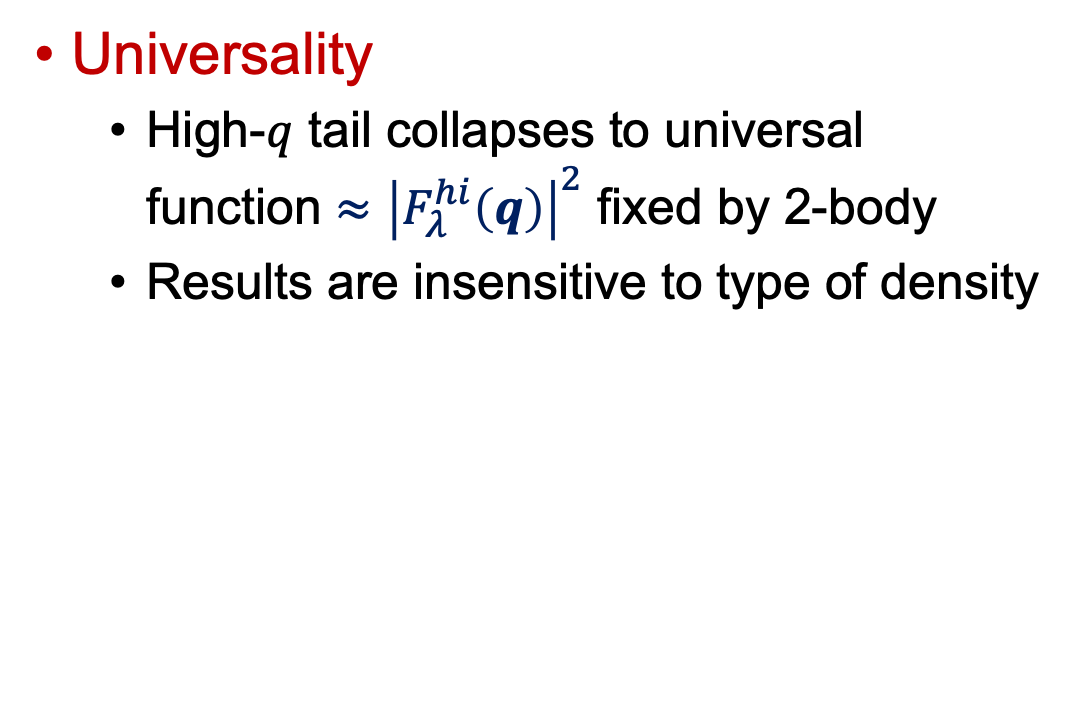 • Universality
• High-q tail collapses to universal
function ≈ |F_λ^{hi}(q)|² fixed by 2-body
• Results are insensitive to type of density